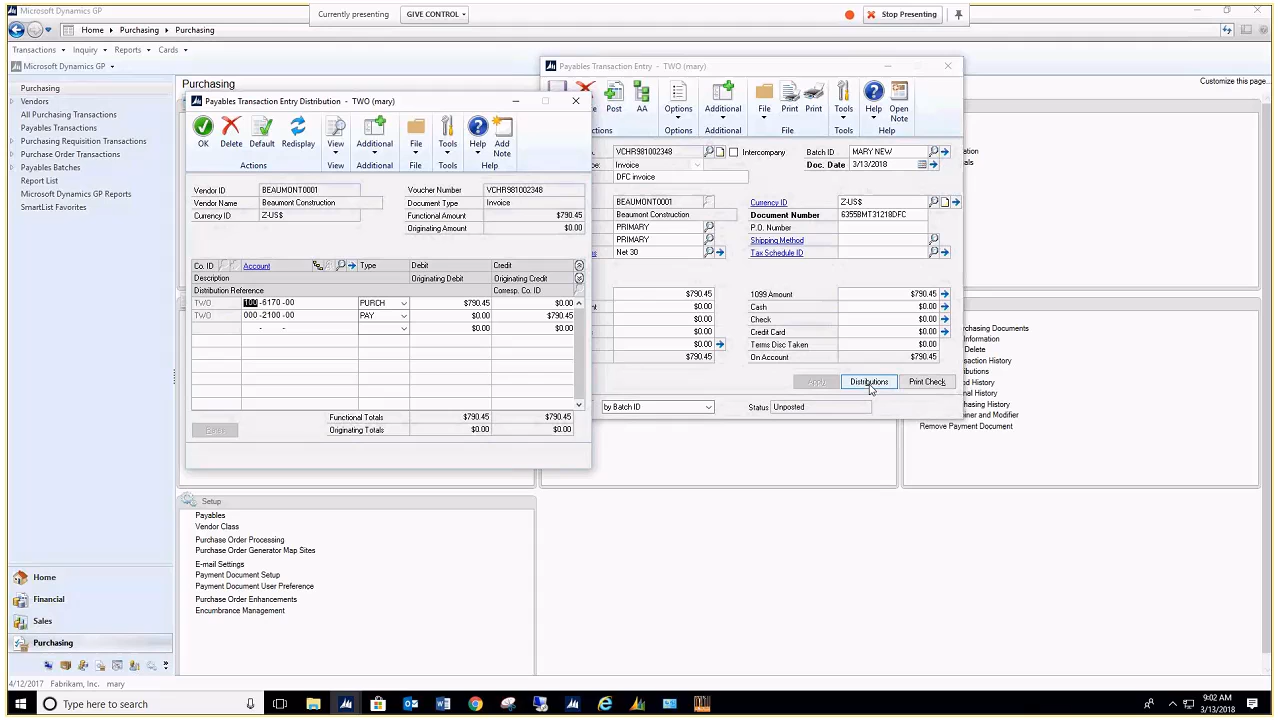 Microsoft Dynamics GP
Currently presenting
GIVE CONTROL
Stop Presenting
Home
Purchasing
Purchasing
Transactions
Inquiry
Reports
Cards
Microsoft Dynamics GP
Customize this page...
Purchasing
Vendors
All Purchasing Transactions
Payables Transactions
Purchasing Requisition Transactions
Purchase Order Transactions
Payables Batches
Report List
Microsoft Dynamics GP Reports
SmartList Favorites
Purchasing
Payables Transaction Entry Distribution - TWO (mary)
OK
Delete
Default
Redisplay
View
Additional
File
Tools
Help
Add Note
Actions
View
Additional
File
Tools
Help
Vendor ID BEAUMONT0001
Voucher Number VCHR981002348
Vendor Name Beaumont Construction
Document Type Invoice
Currency ID Z-US$
Functional Amount $790.45
Originating Amount $0.00
Co. ID Account Type Debit Credit
Description Originating Debit Originating Credit
Distribution Reference Corresp. Co. ID
TWO 100 -6170 -00 PURCH $790.45 $0.00
TWO 000 -2100 -00 PAY $0.00 $790.45
- - $0.00 $0.00
Functional Totals $790.45 $790.45
Originating Totals $0.00 $0.00
Payables Transaction Entry - TWO (mary)
Post
AA
Options
Additional
File
Print
Print
Tools
Help
Open Note
Options
Additional
File
Tools
Help
VCHR981002348
Intercompany
Batch ID MARY NEW
Invoice
Doc. Date 3/13/2018
DFC invoice
BEAUMONT0001
Currency ID Z-US$
Beaumont Construction
Document Number 6355BMT31218DFC
PRIMARY
P.O. Number
PRIMARY
Shipping Method
Net 30
Tax Schedule ID
$790.45
1099 Amount $790.45
$0.00
Cash $0.00
$0.00
Check $0.00
$0.00
Credit Card $0.00
$0.00
Terms Disc Taken $0.00
$790.45
On Account $790.45
Apply
Distributions
Print Check
by Batch ID
Status Unposted
Remove Payment Document
Setup
Payables
Vendor Class
Purchase Order Processing
Purchase Order Generator Map Sites
E-mail Settings
Payment Document Setup
Payment Document User Preference
Purchase Order Enhancements
Encumbrance Management
Home
Financial
Sales
Purchasing
4/12/2017 Fabrikam, Inc. mary
Type here to search
9:02 AM
3/13/2018